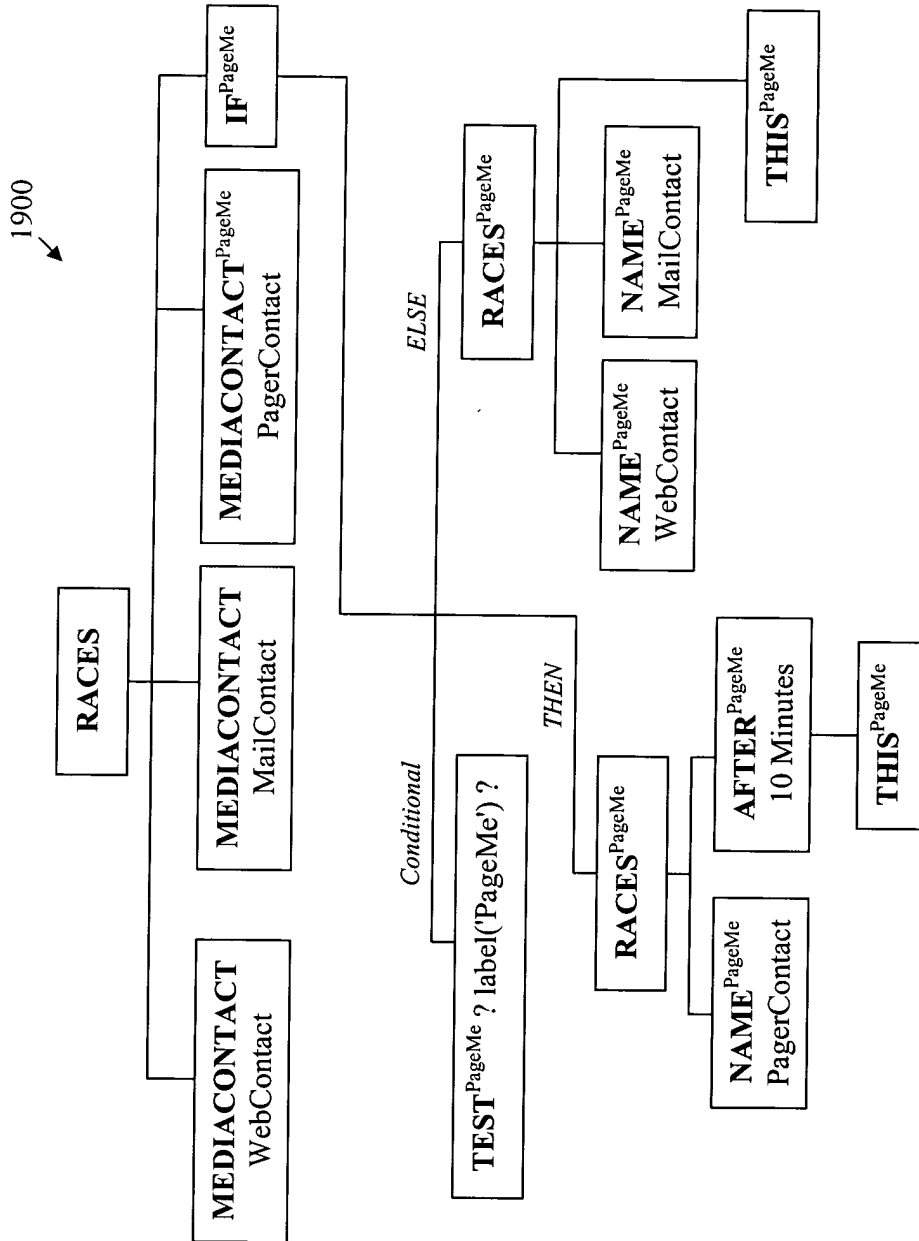 1900
RACES
MEDIACONTACT
WebContact
MEDIACONTACT
MailContact
MEDIACONTACT^PageMe
PagerContact
IF^PageMe
Conditional
THEN
ELSE
TEST^PageMe ? label('PageMe') ?
RACES^PageMe
NAME^PageMe
PagerContact
AFTER^PageMe
10 Minutes
THIS^PageMe
RACES^PageMe
NAME^PageMe
WebContact
NAME^PageMe
MailContact
THIS^PageMe